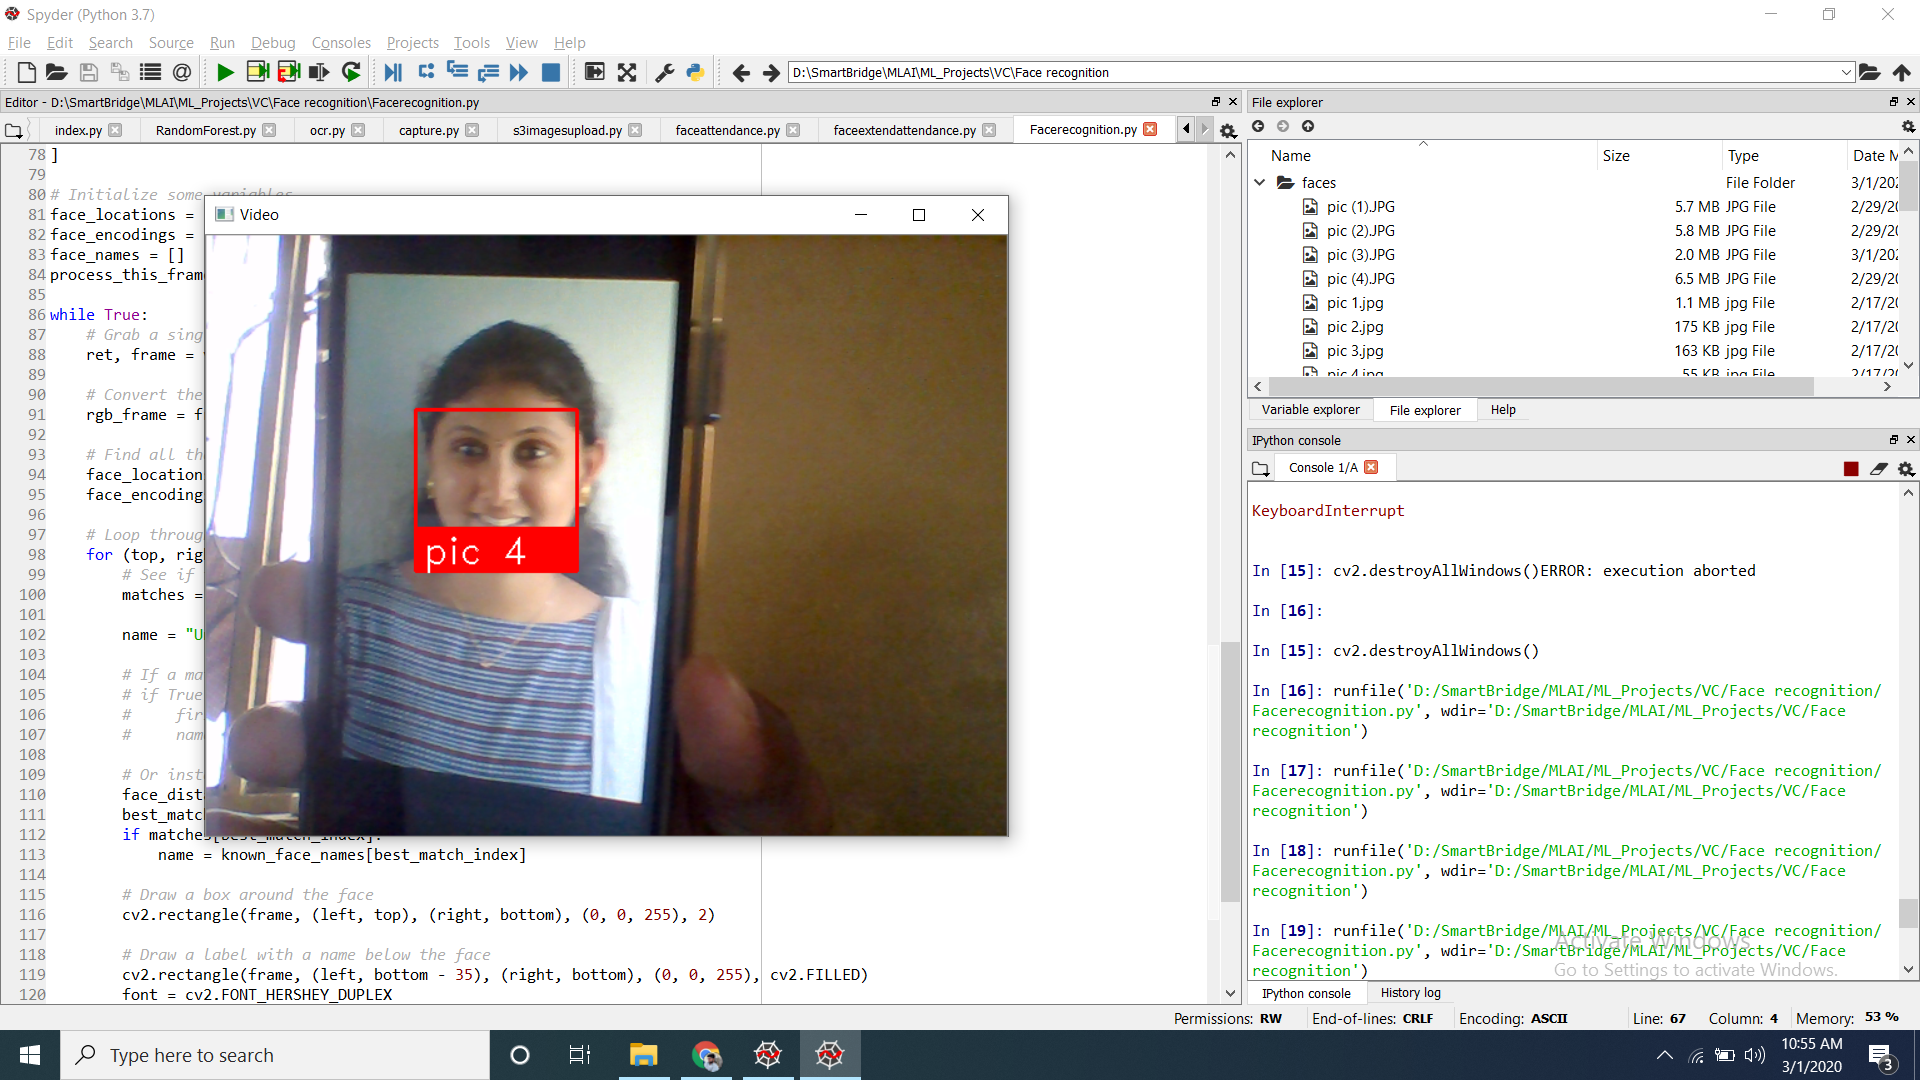 Spyder (Python 3.7)
File Edit Search Source Run Debug Consoles Projects Tools View Help
D:\SmartBridge\MLAI\ML_Projects\VC\Face recognition
Editor - D:\SmartBridge\MLAI\ML_Projects\VC\Face recognition\Facerecognition.py
index.py RandomForest.py ocr.py capture.py s3imagesupload.py faceattendance.py faceextendattendance.py Facerecognition.py
78 ]
79
80 # Initialize some variables
81 face_locations =
82 face_encodings =
83 face_names = []
84 process_this_fram
85
86 while True:
87 # Grab a sing
88 ret, frame =
89
90 # Convert the
91 rgb_frame = f
92
93 # Find all th
94 face_location
95 face_encoding
96
97 # Loop throug
98 for (top, rig
99 # See if
100 matches =
101
102 name = "U
103
104 # If a ma
105 # if True
106 # fir
107 # nam
108
109 # Or inst
110 face_dist
111 best_matc
112 if matches[best_match_index]:
113 name = known_face_names[best_match_index]
114
115 # Draw a box around the face
116 cv2.rectangle(frame, (left, top), (right, bottom), (0, 0, 255), 2)
117
118 # Draw a label with a name below the face
119 cv2.rectangle(frame, (left, bottom - 35), (right, bottom), (0, 0, 255), cv2.FILLED)
120 font = cv2.FONT_HERSHEY_DUPLEX
Video
pic 4
File explorer
Name Size Type Date M
faces File Folder 3/1/202
pic (1).JPG 5.7 MB JPG File 2/29/20
pic (2).JPG 5.8 MB JPG File 2/29/20
pic (3).JPG 2.0 MB JPG File 3/1/202
pic (4).JPG 6.5 MB JPG File 2/29/20
pic 1.jpg 1.1 MB jpg File 2/17/20
pic 2.jpg 175 KB jpg File 2/17/20
pic 3.jpg 163 KB jpg File 2/17/20
pic 4.jpg 55 KB jpg File 2/17/20
Variable explorer File explorer Help
IPython console
Console 1/A
KeyboardInterrupt
In [15]: cv2.destroyAllWindows()ERROR: execution aborted
In [16]:
In [15]: cv2.destroyAllWindows()
In [16]: runfile('D:/SmartBridge/MLAI/ML_Projects/VC/Face recognition/
Facerecognition.py', wdir='D:/SmartBridge/MLAI/ML_Projects/VC/Face
recognition')
In [17]: runfile('D:/SmartBridge/MLAI/ML_Projects/VC/Face recognition/
Facerecognition.py', wdir='D:/SmartBridge/MLAI/ML_Projects/VC/Face
recognition')
In [18]: runfile('D:/SmartBridge/MLAI/ML_Projects/VC/Face recognition/
Facerecognition.py', wdir='D:/SmartBridge/MLAI/ML_Projects/VC/Face
recognition')
In [19]: runfile('D:/SmartBridge/MLAI/ML_Projects/VC/Face recognition/
Facerecognition.py', wdir='D:/SmartBridge/MLAI/ML_Projects/VC/Face
recognition')
Activate Windows
Go to Settings to activate Windows.
IPython console History log
Permissions: RW End-of-lines: CRLF Encoding: ASCII Line: 67 Column: 4 Memory: 53 %
Type here to search
10:55 AM
3/1/2020
3